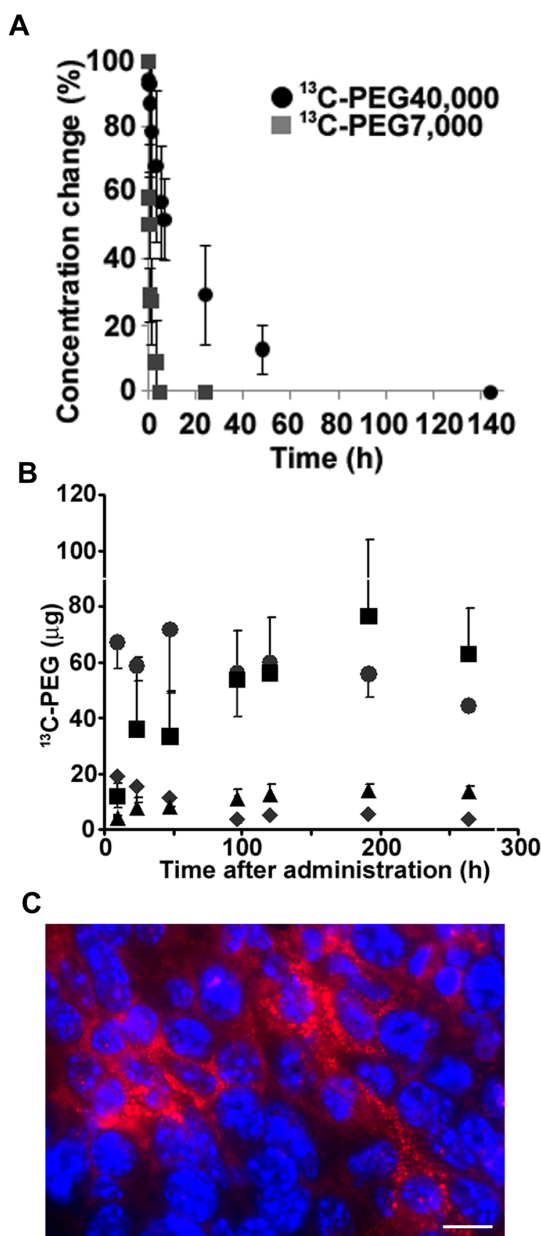 A
Concentration change (%)
100
80
60
40
20
0
¹³C-PEG40,000
¹³C-PEG7,000
0 20 40 60 80 100 120 140
Time (h)
B
¹³C-PEG (µg)
120
100
80
60
40
20
0
0 100 200 300
Time after administration (h)
C